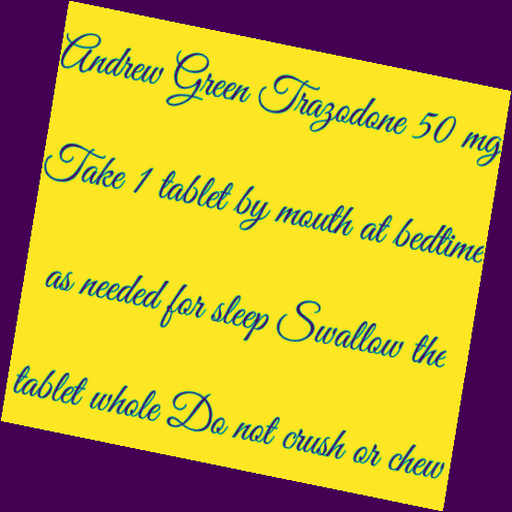 Andrew Green Trazodone 50 mg
Take 1 tablet by mouth at bedtime
as needed for sleep Swallow the
tablet whole Do not crush or chew